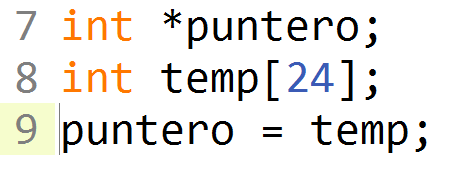 7 int *puntero;
8 int temp[24];
9 puntero = temp;